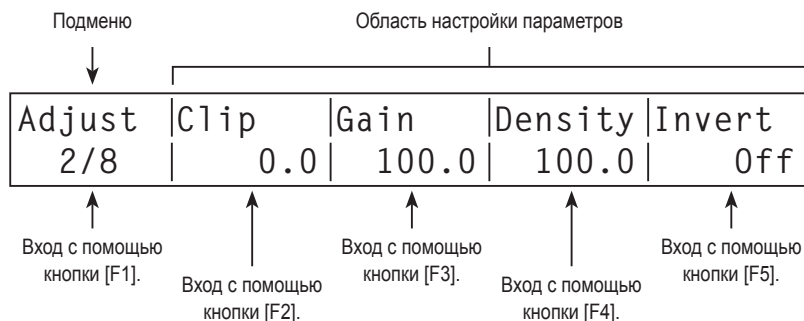 Подменю Область настройки параметров
Adjust |Clip |Gain |Density|Invert
2/8 | 0.0| 100.0| 100.0| Off
Вход с помощью кнопки [F1].
Вход с помощью кнопки [F2].
Вход с помощью кнопки [F3].
Вход с помощью кнопки [F4].
Вход с помощью кнопки [F5].